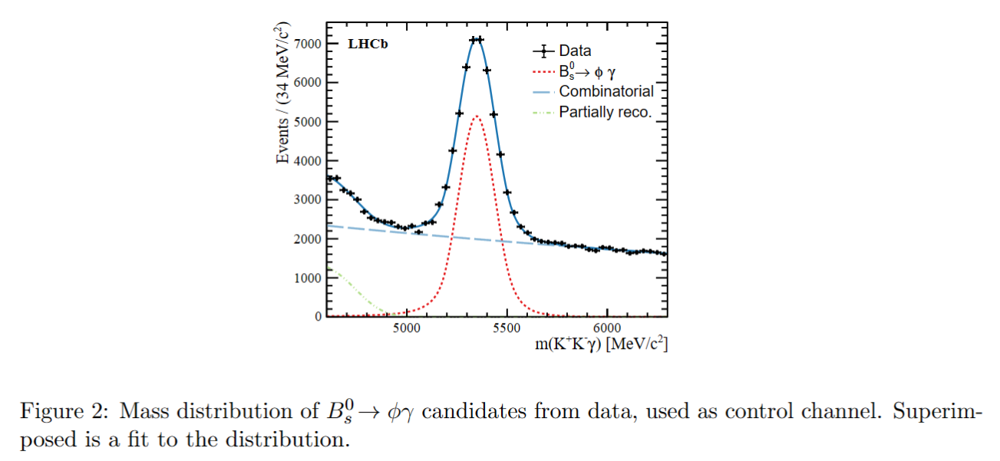 LHCb
Events / (34 MeV/c²)
7000
6000
5000
4000
3000
2000
1000
0
Data
B⁰ₛ→ ϕ γ
Combinatorial
Partially reco.
5000 5500 6000
m(K⁺K⁻γ) [MeV/c²]
Figure 2: Mass distribution of B⁰ₛ → ϕγ candidates from data, used as control channel. Superim-
posed is a fit to the distribution.